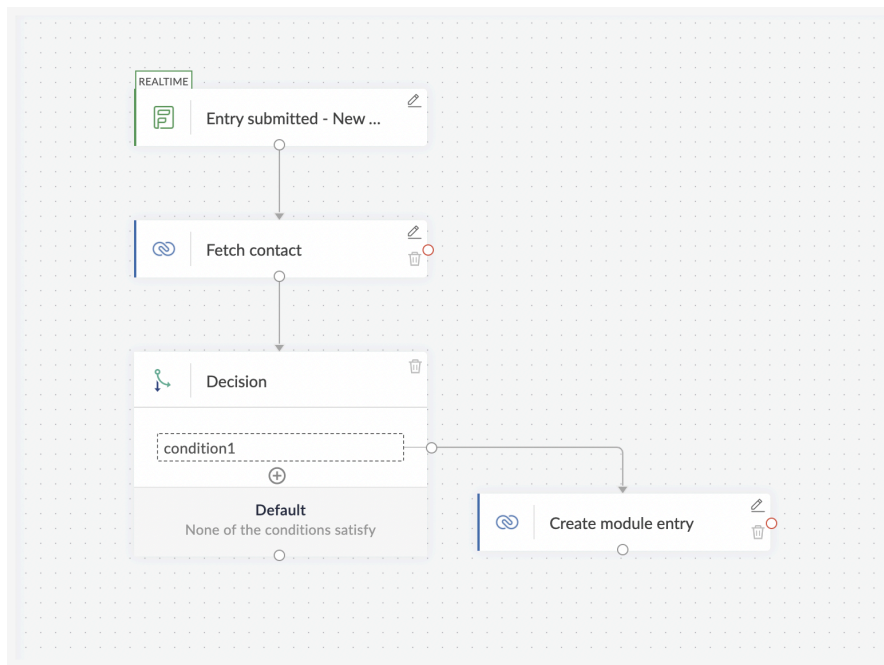 REALTIME
Entry submitted - New ...
Fetch contact
Decision
condition1
Default
None of the conditions satisfy
Create module entry